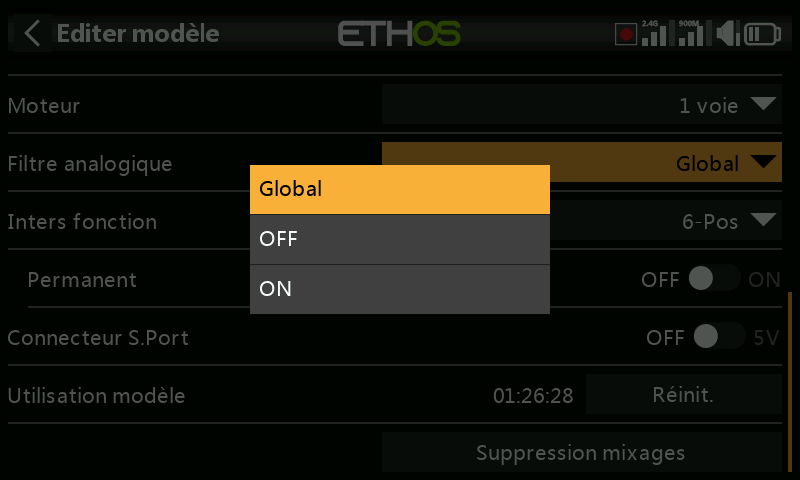 Editer modèle
ETHOS
2.4G
900M
Moteur
1 voie
Filtre analogique
Global
Global
OFF
ON
Inters fonction
6-Pos
Permanent
OFF
ON
Connecteur S.Port
OFF
5V
Utilisation modèle
01:26:28
Réinit.
Suppression mixages